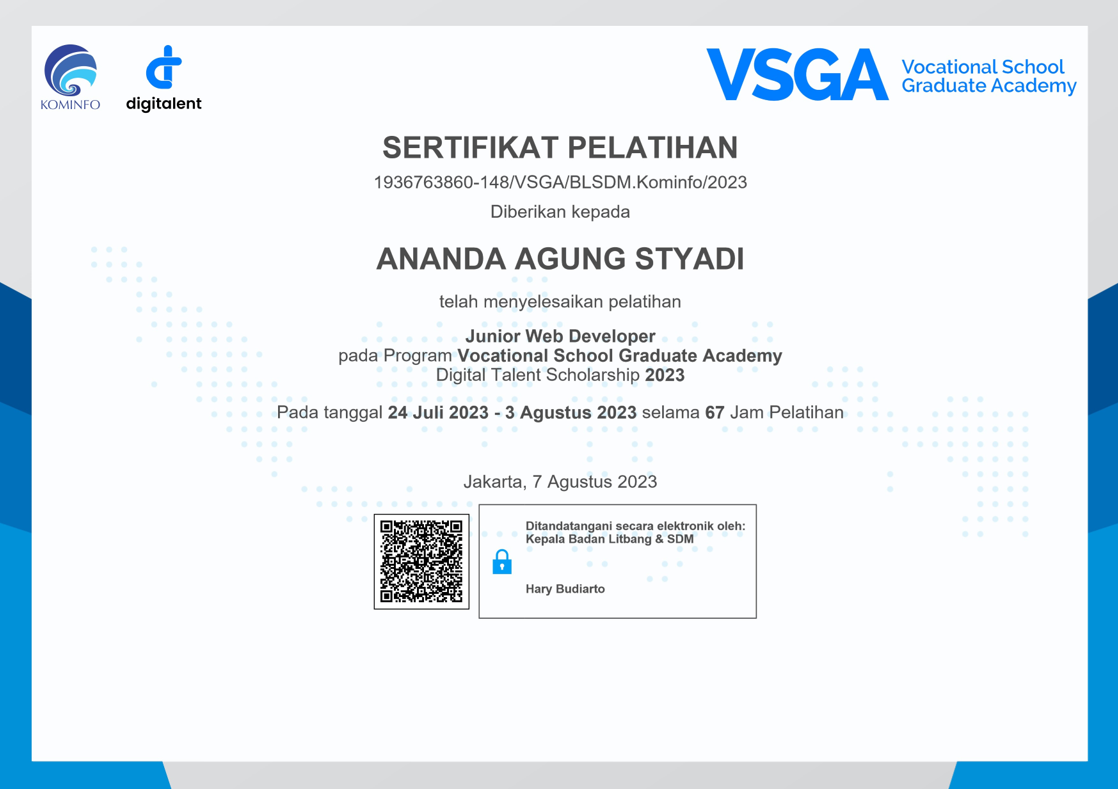 KOMINFO
digitalent
VSGA
Vocational School
Graduate Academy
SERTIFIKAT PELATIHAN
1936763860-148/VSGA/BLSDM.Kominfo/2023
Diberikan kepada
ANANDA AGUNG STYADI
telah menyelesaikan pelatihan
Junior Web Developer
pada Program Vocational School Graduate Academy
Digital Talent Scholarship 2023
Pada tanggal 24 Juli 2023 - 3 Agustus 2023 selama 67 Jam Pelatihan
Jakarta, 7 Agustus 2023
Ditandatangani secara elektronik oleh:
Kepala Badan Litbang & SDM
Hary Budiarto